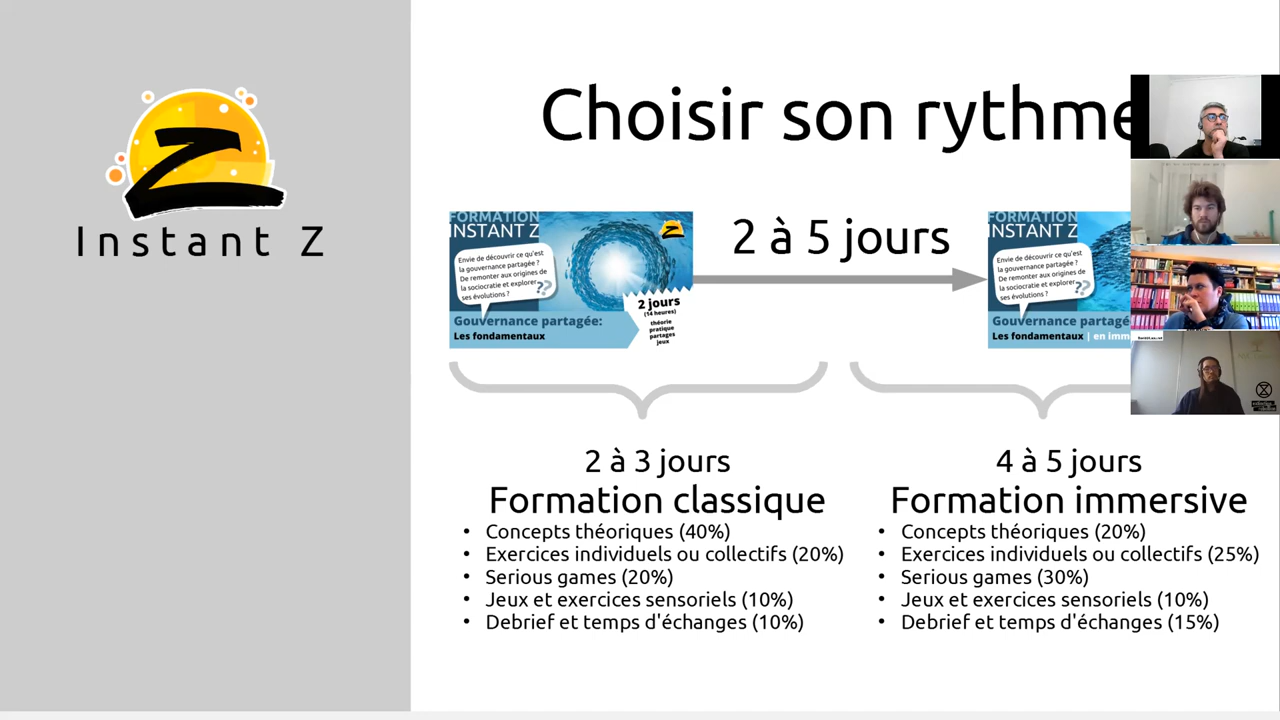 Z
Instant Z
Choisir son rythme
FORMATION
INSTANT Z
Envie de découvrir ce qu'est
la gouvernance partagée ?
De remonter aux origines de
la sociocratie et explorer
ses évolutions ?
??
Z
2 jours
(14 heures)
théorie
pratique
partages
jeux
Gouvernance partagée:
Les fondamentaux
2 à 5 jours
FORMATION
INSTANT Z
Envie de découvrir ce qu'est
la gouvernance partagée ?
De remonter aux origines de
la sociocratie et explorer
ses évolutions ?
??
Gouvernance partagé
Les fondamentaux | en imm
2 à 3 jours
Formation classique
• Concepts théoriques (40%)
• Exercices individuels ou collectifs (20%)
• Serious games (20%)
• Jeux et exercices sensoriels (10%)
• Debrief et temps d'échanges (10%)
4 à 5 jours
Formation immersive
• Concepts théoriques (20%)
• Exercices individuels ou collectifs (25%)
• Serious games (30%)
• Jeux et exercices sensoriels (10%)
• Debrief et temps d'échanges (15%)